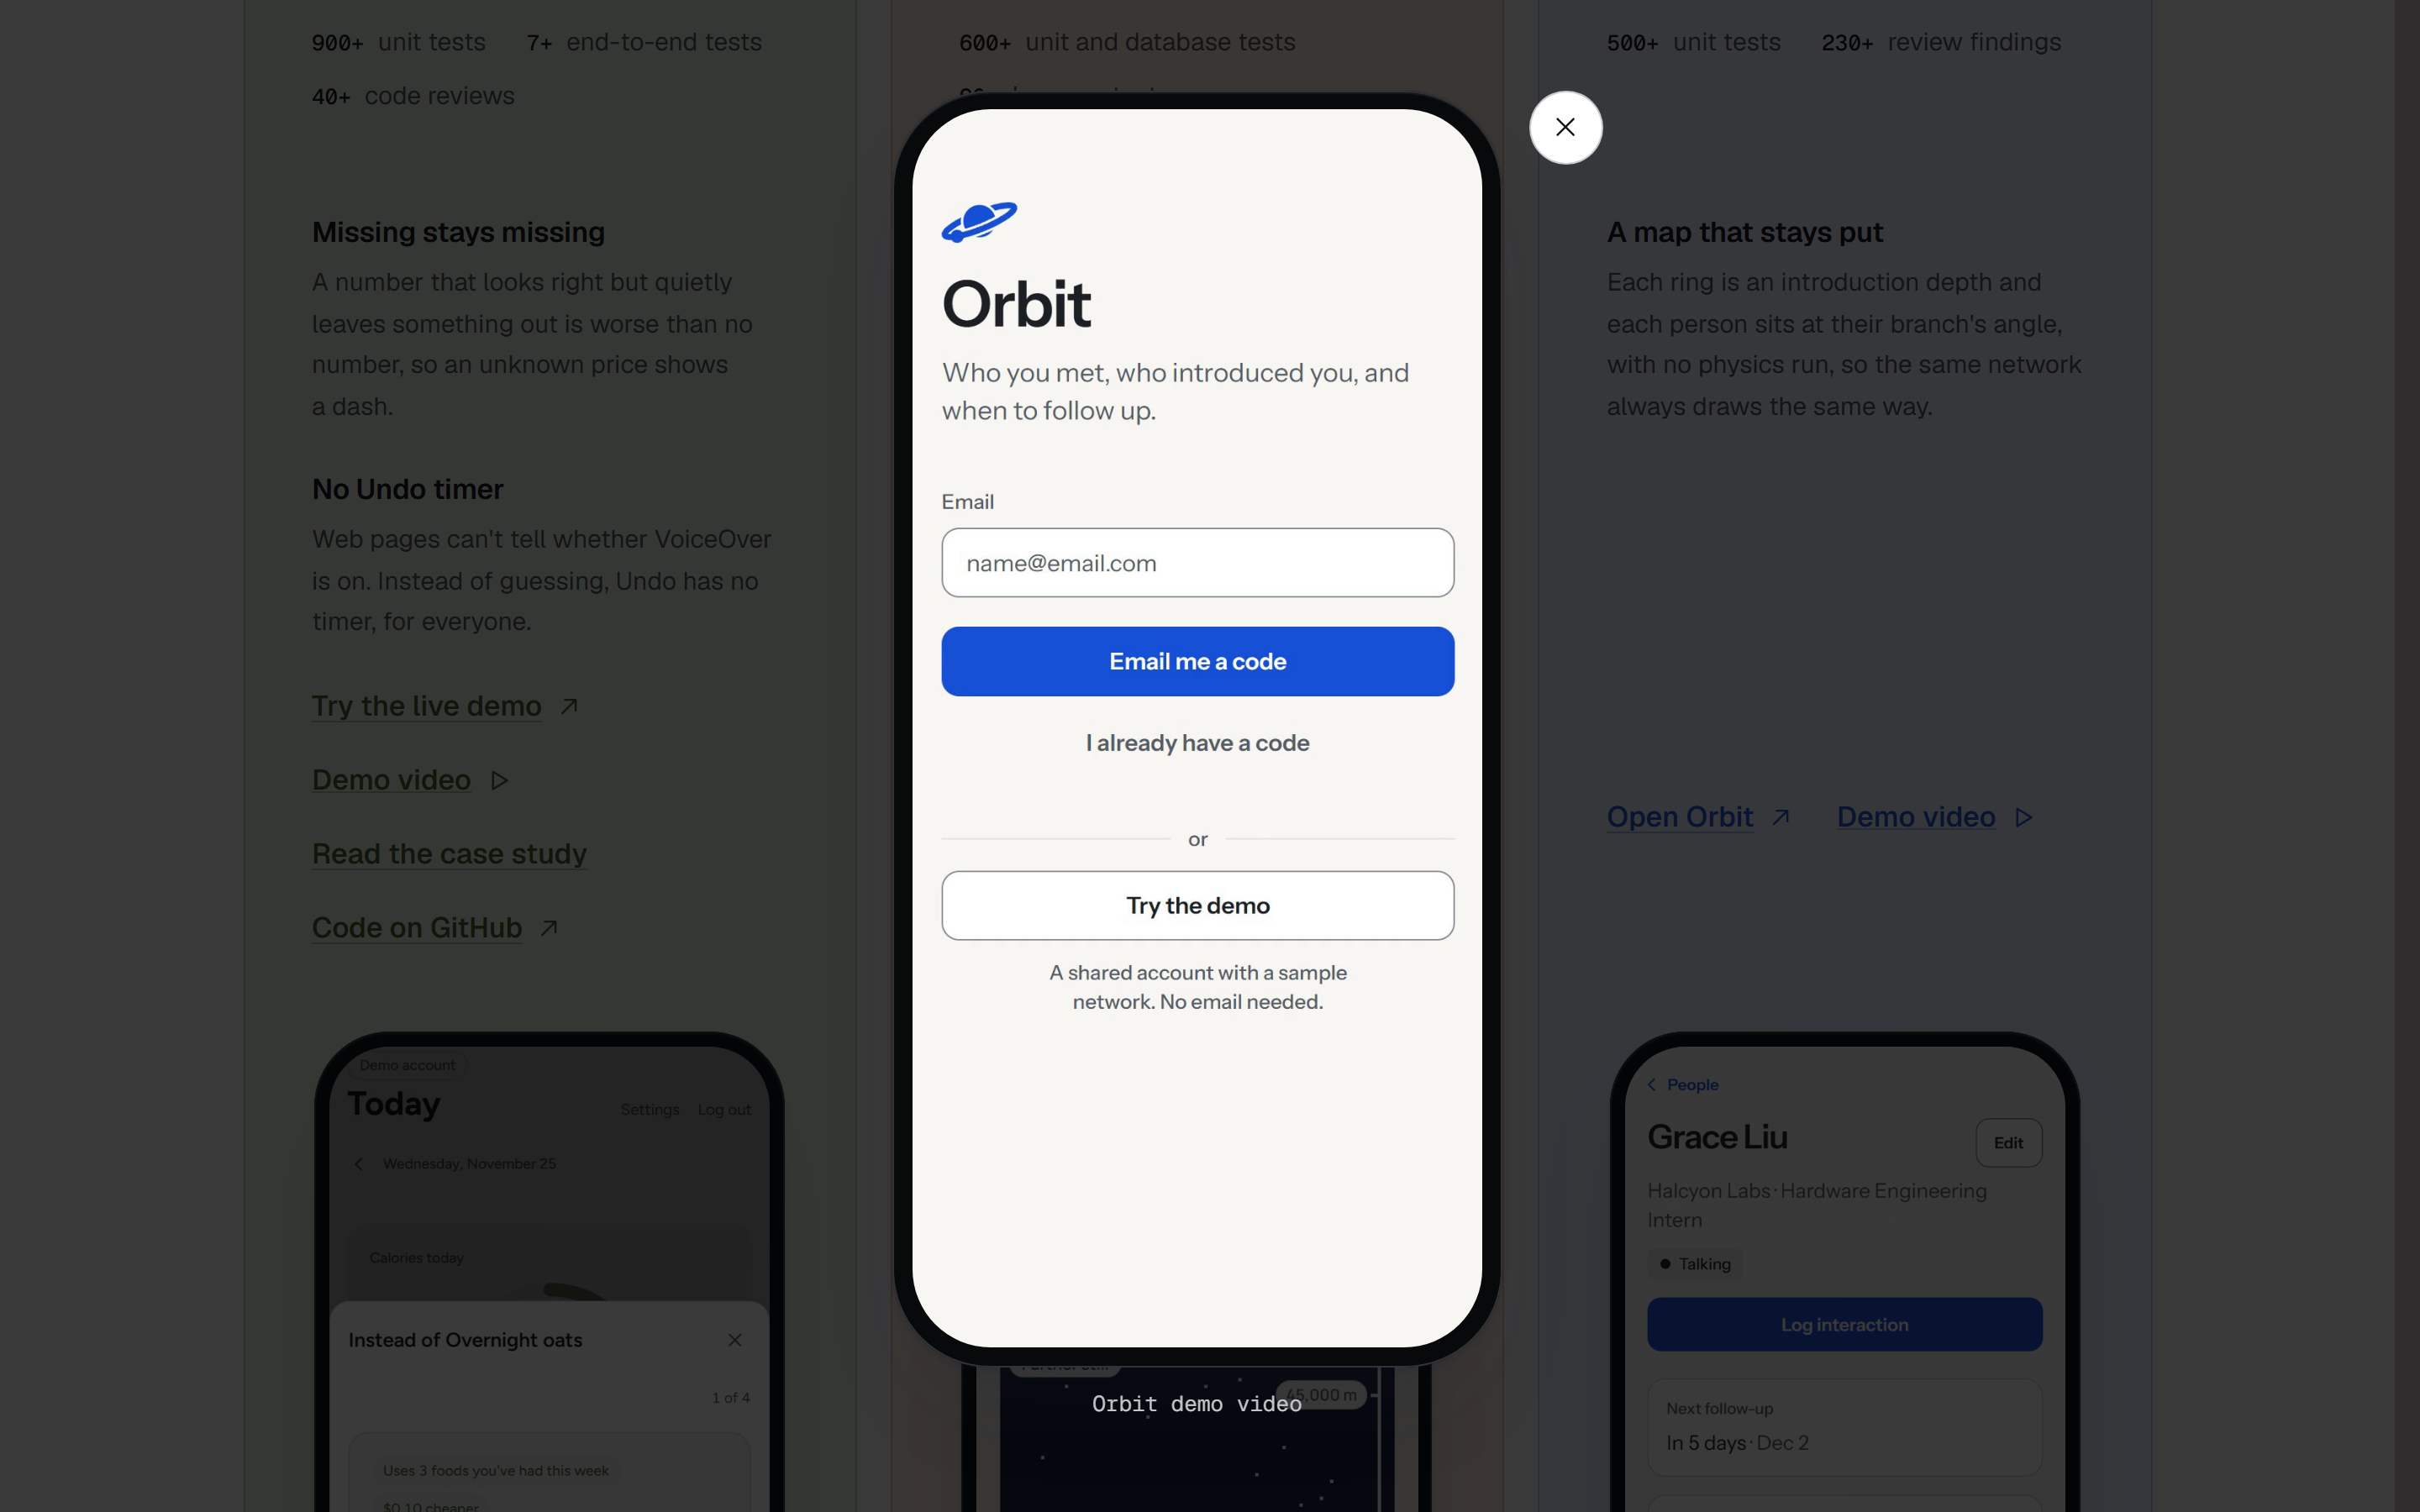 900+ unit tests 7+ end-to-end tests
40+ code reviews
Missing stays missing
A number that looks right but quietly
leaves something out is worse than no
number, so an unknown price shows
a dash.
No Undo timer
Web pages can't tell whether VoiceOver
is on. Instead of guessing, Undo has no
timer, for everyone.
Try the live demo
Demo video
Read the case study
Code on GitHub
Demo account
Today
Settings Log out
Wednesday, November 25
Calories today
Instead of Overnight oats
1 of 4
Uses 3 foods you've had this week
$0.10 cheaper
600+ unit and database tests
Orbit
Who you met, who introduced you, and
when to follow up.
Email
name@email.com
Email me a code
I already have a code
or
Try the demo
A shared account with a sample
network. No email needed.
45,000 m
Orbit demo video
500+ unit tests 230+ review findings
A map that stays put
Each ring is an introduction depth and
each person sits at their branch's angle,
with no physics run, so the same network
always draws the same way.
Open Orbit Demo video
People
Grace Liu
Edit
Halcyon Labs · Hardware Engineering
Intern
Talking
Log interaction
Next follow-up
In 5 days · Dec 2